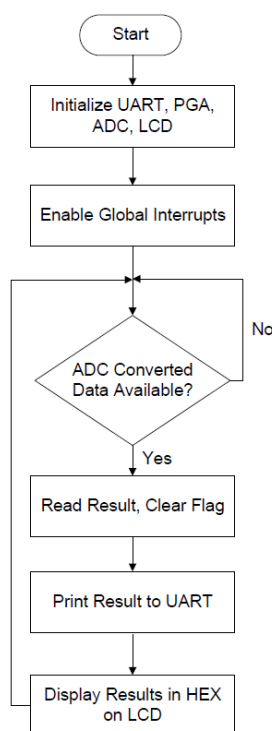 Start
Initialize UART, PGA,
ADC, LCD
Enable Global Interrupts
No
ADC Converted
Data Available?
Yes
Read Result, Clear Flag
Print Result to UART
Display Results in HEX
on LCD